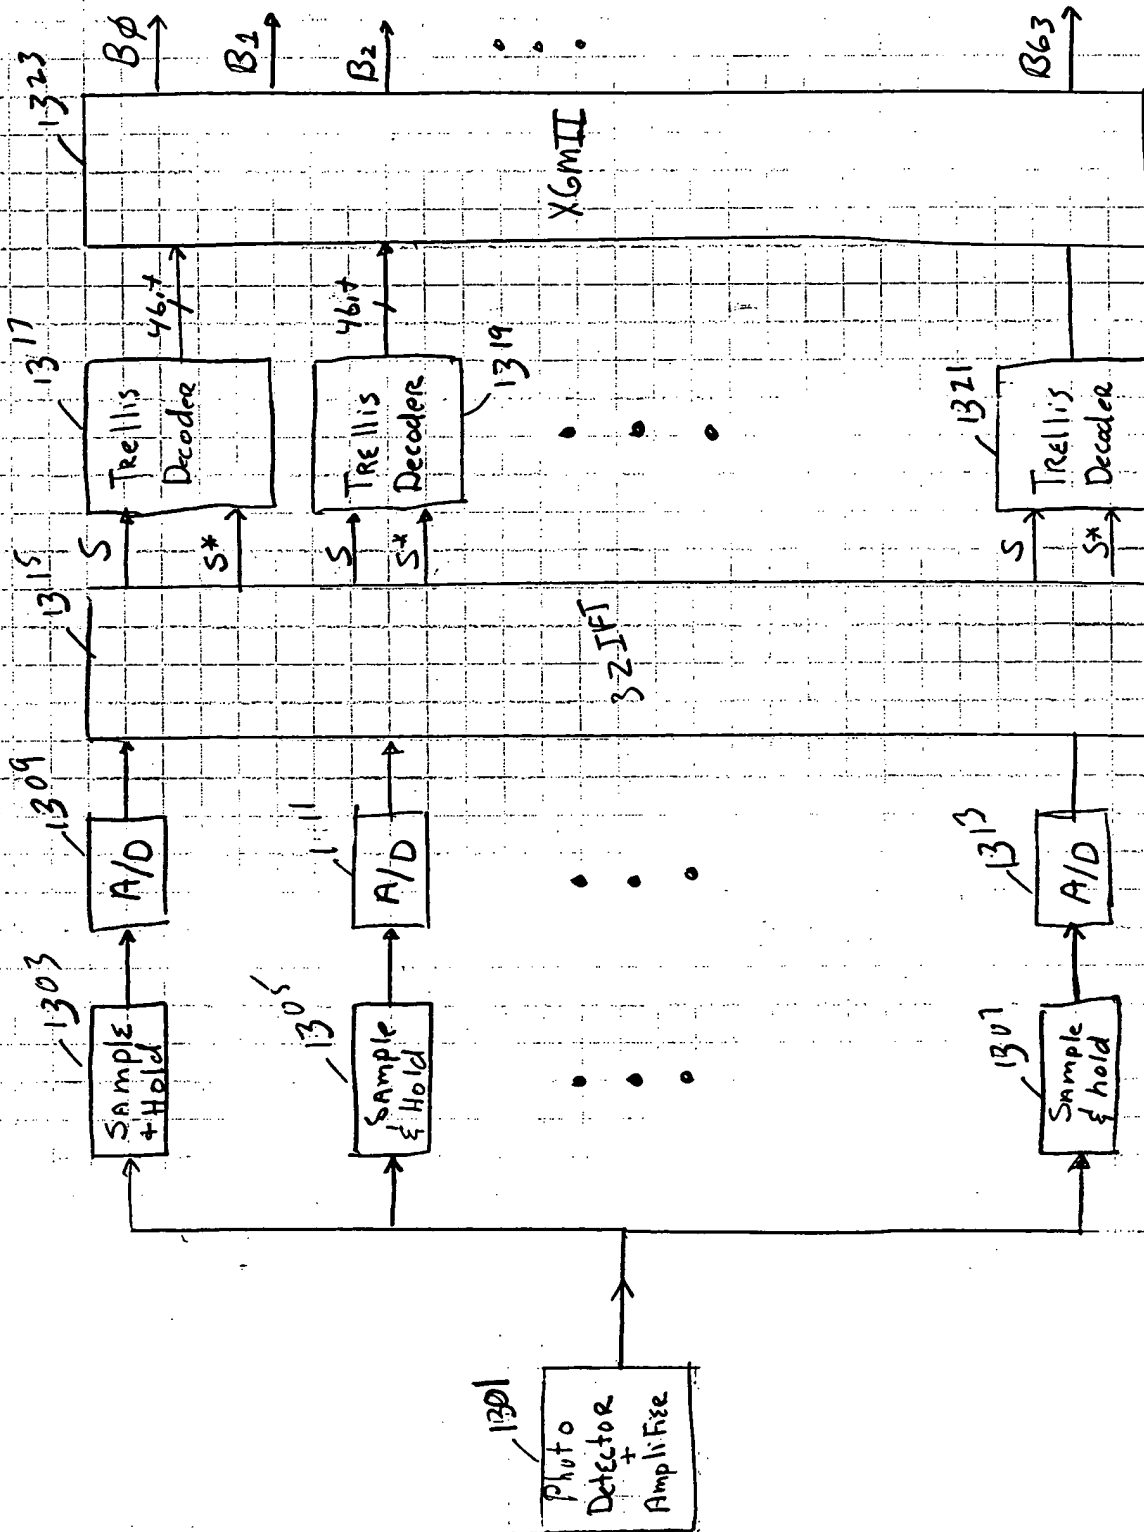 1301
Photo
Detector
+
Amplifier
1303
Sample
+ Hold
1305
Sample
& Hold
1307
Sample
& hold
1309
A/D
A/D
1313
A/D
1315
32 IFT
S
S*
S
S*
S
S*
1317
Trellis
Decoder
1319
Trellis
Decoder
1321
Trellis
Decoder
4bit
4bit
1323
XGMII
BØ
B1
B2
B63